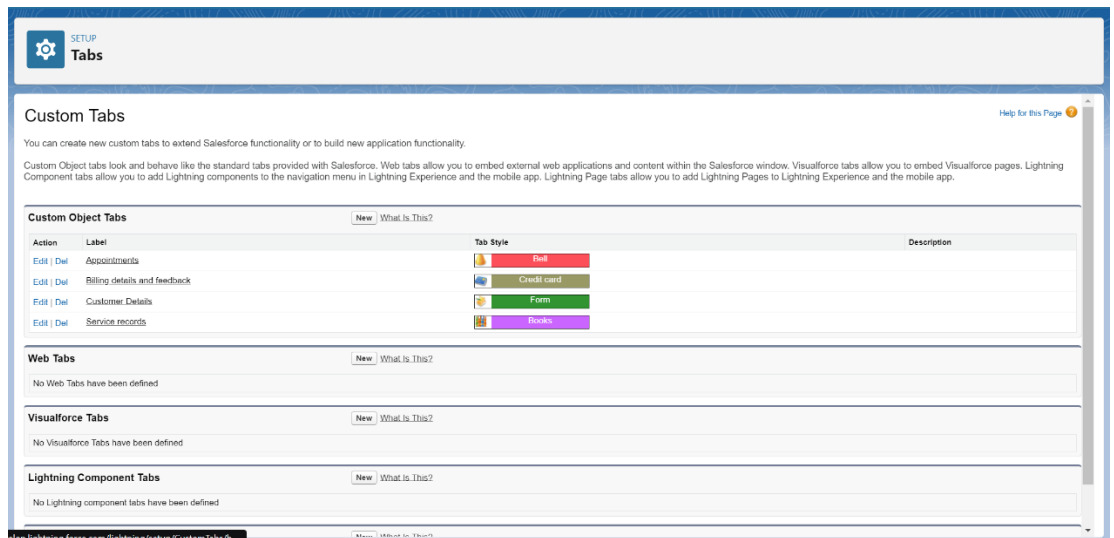 SETUP
Tabs
Custom Tabs
Help for this Page
You can create new custom tabs to extend Salesforce functionality or to build new application functionality.
Custom Object tabs look and behave like the standard tabs provided with Salesforce. Web tabs allow you to embed external web applications and content within the Salesforce window. Visualforce tabs allow you to embed Visualforce pages. Lightning
Component tabs allow you to add Lightning components to the navigation menu in Lightning Experience and the mobile app. Lightning Page tabs allow you to add Lightning Pages to Lightning Experience and the mobile app.
Custom Object Tabs New What Is This?
Action Label Tab Style Description
Edit | Del Appointments Bell
Edit | Del Billing details and feedback Credit card
Edit | Del Customer Details Form
Edit | Del Service records Books
Web Tabs New What Is This?
No Web Tabs have been defined
Visualforce Tabs New What Is This?
No Visualforce Tabs have been defined
Lightning Component Tabs New What Is This?
No Lightning component tabs have been defined
New What Is This?